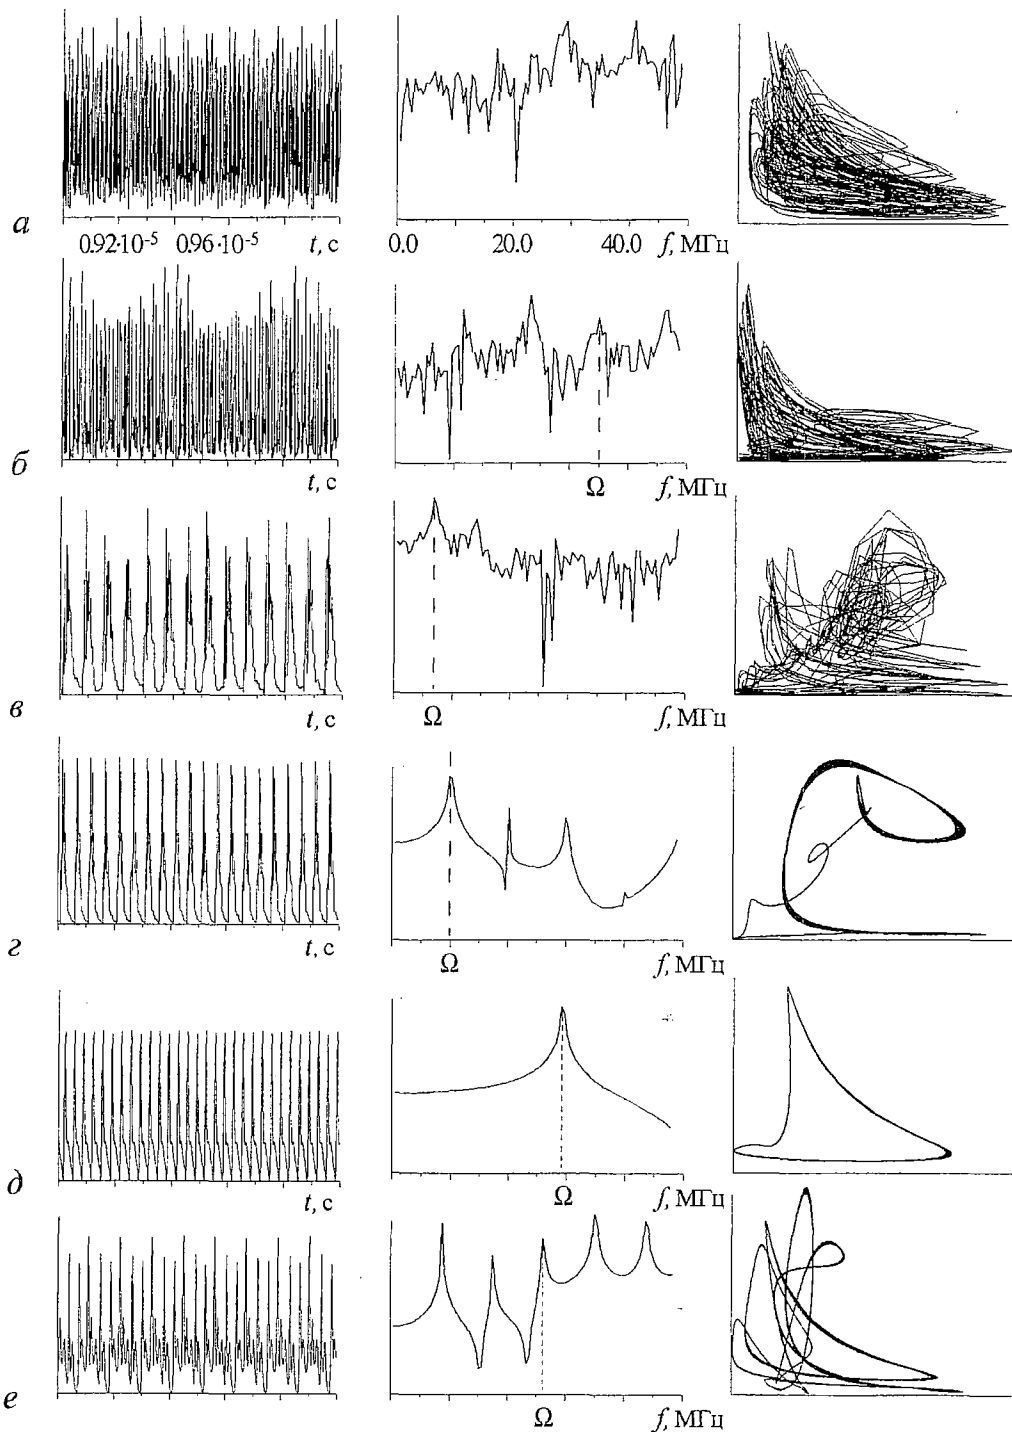 а
0.92·10⁻⁵ 0.96·10⁻⁵ t, с
0.0 20.0 40.0 f, МГц
б
t, с
Ω f, МГц
в
t, с
Ω f, МГц
г
t, с
Ω f, МГц
д
t, с
Ω f, МГц
е
Ω f, МГц